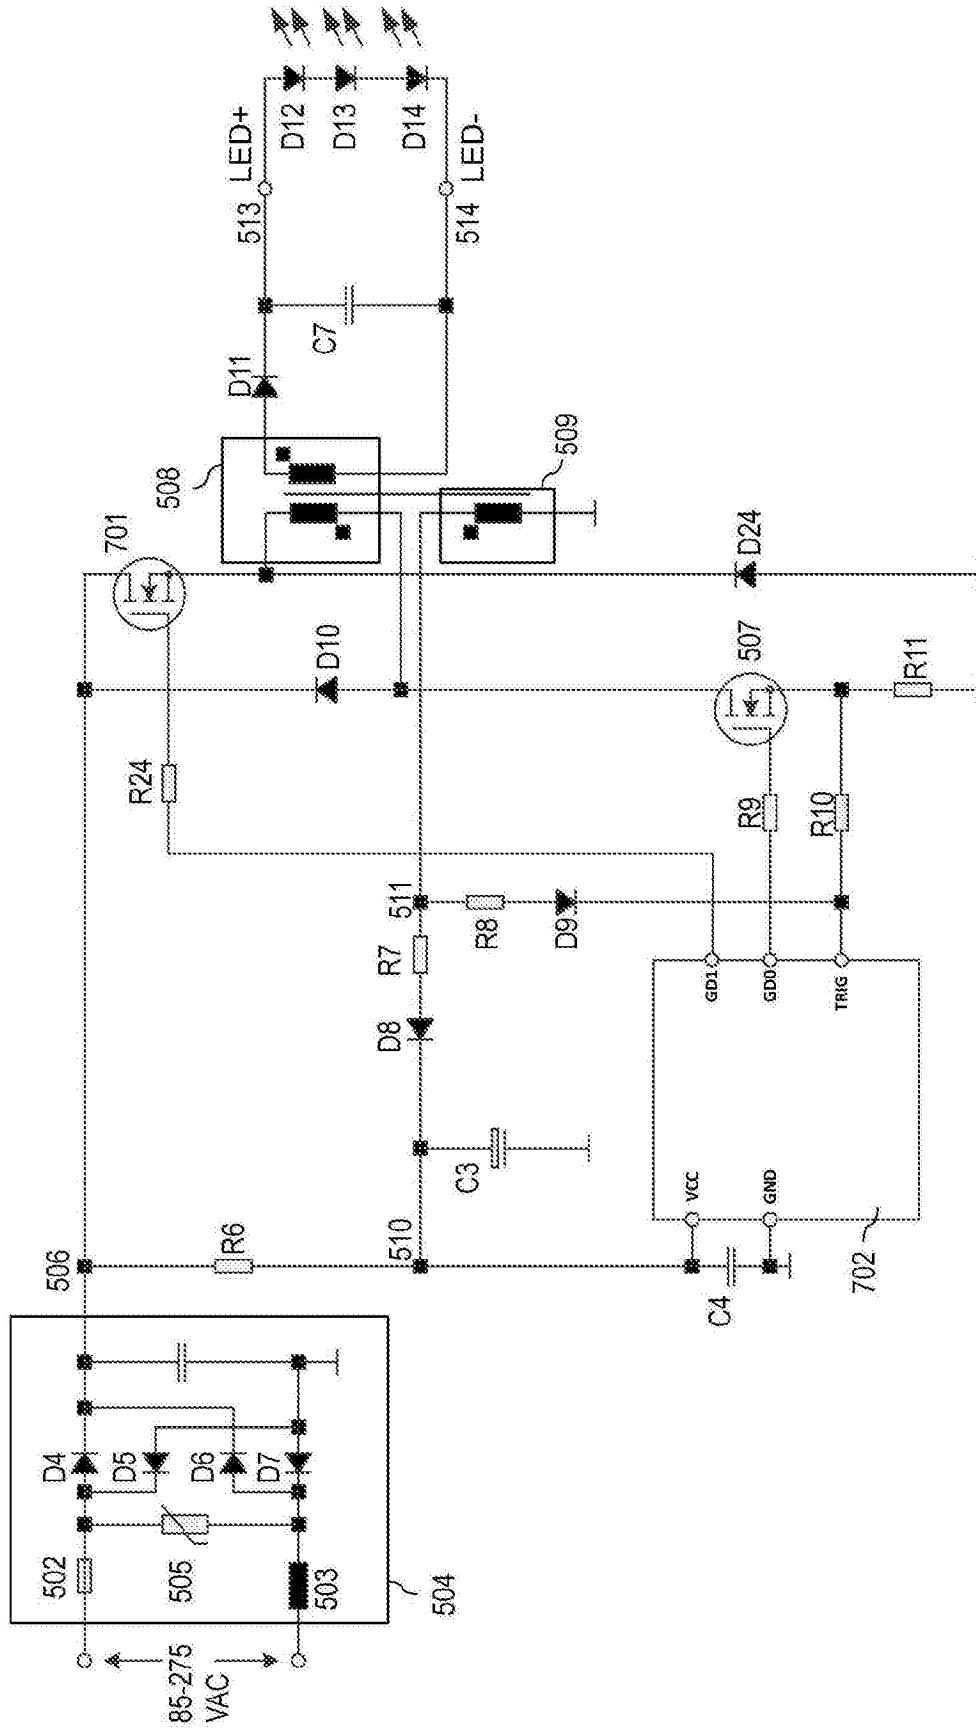 LED+
LED-
D12
D13
D14
513
514
C7
D11
508
509
701
D24
D10
507
R11
R24
R9
R10
511
R7
R8
D9
D8
GD1
GD0
TRIG
C3
VCC
GND
510
R6
506
C4
702
D4
D5
D6
D7
502
505
503
504
85-275
VAC